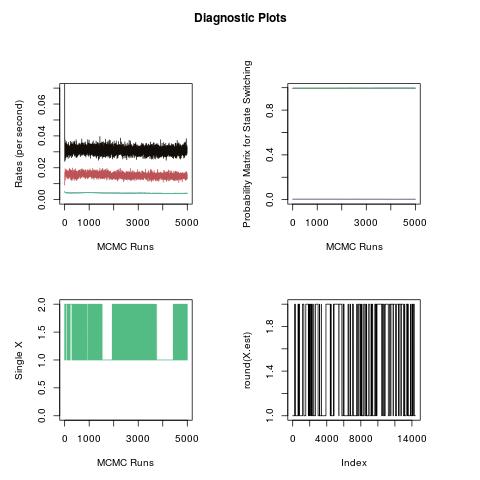 Diagnostic Plots
Rates (per second)
0.00 0.02 0.04 0.06
0 1000 3000 5000
MCMC Runs
Probability Matrix for State Switching
0.0 0.4 0.8
0 1000 3000 5000
MCMC Runs
Single X
0.0 0.5 1.0 1.5 2.0
0 1000 3000 5000
MCMC Runs
round(X.est)
1.0 1.4 1.8
0 4000 8000 14000
Index